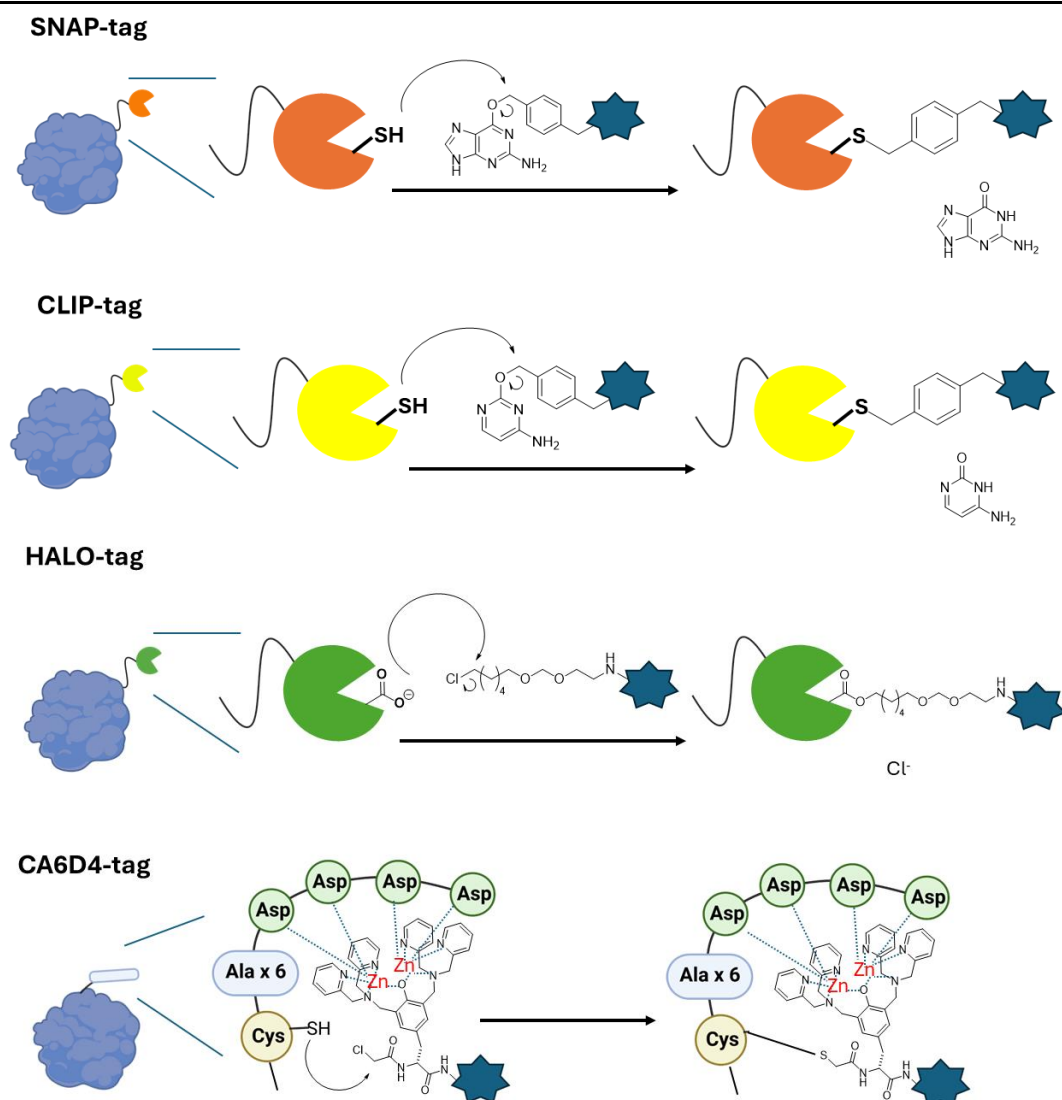 SNAP-tag
SH
O
N
N
N
H
N
NH₂
S
O
N
NH
N
H
N
NH₂
CLIP-tag
SH
O
N
N
NH₂
S
O
N
NH
NH₂
HALO-tag
O
O⊖
Cl
4
O
O
H
N
O
O
4
O
O
H
N
Cl⁻
CA6D4-tag
Asp
Asp
Asp
Asp
N
N
N
N
Zn
Zn
N
N
O
Ala x 6
Cys
SH
Cl
O
N
H
O
H
N
Asp
Asp
Asp
Asp
N
N
N
N
Zn
Zn
N
N
O
Ala x 6
Cys
S
O
N
H
O
H
N